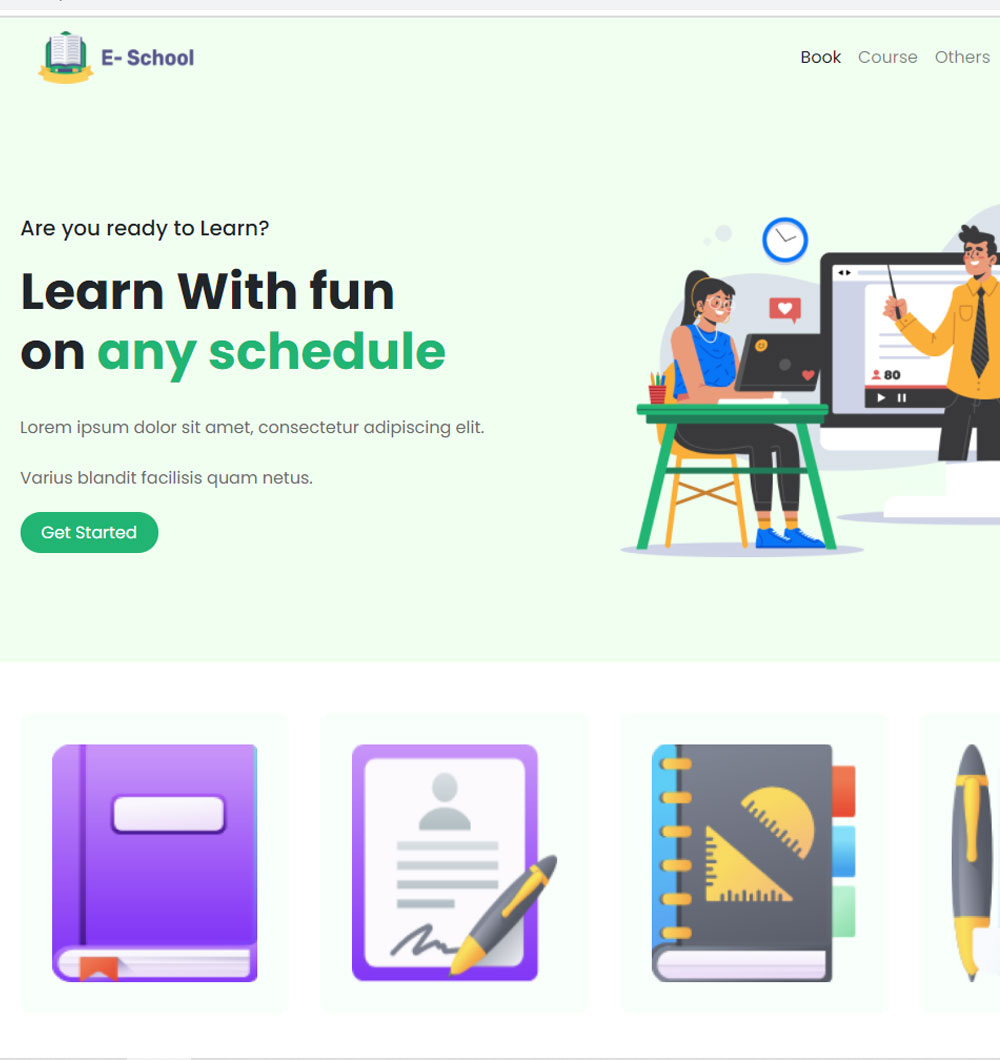 E- School
Book Course Others
Are you ready to Learn?
Learn With fun
on any schedule
80
Lorem ipsum dolor sit amet, consectetur adipiscing elit.
Varius blandit facilisis quam netus.
Get Started